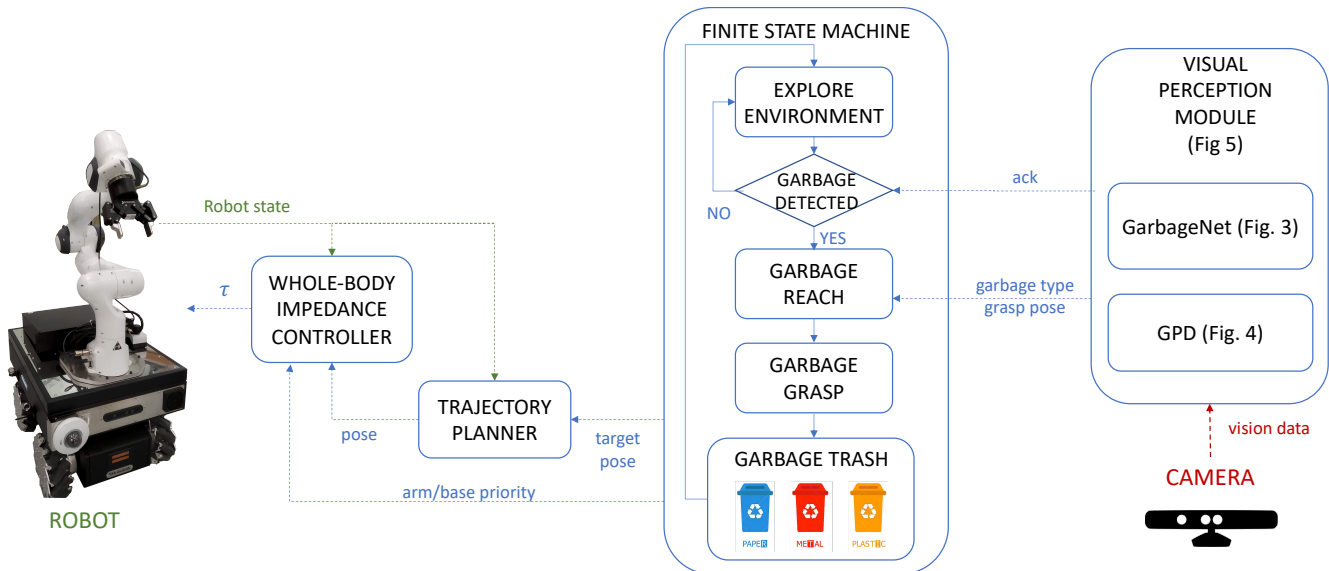 FINITE STATE MACHINE
EXPLORE
ENVIRONMENT
GARBAGE
DETECTED
NO
YES
GARBAGE
REACH
GARBAGE
GRASP
GARBAGE TRASH
PAPER
METAL
PLASTIC
VISUAL
PERCEPTION
MODULE
(Fig 5)
GarbageNet (Fig. 3)
GPD (Fig. 4)
ack
garbage type
grasp pose
vision data
CAMERA
Robot state
WHOLE-BODY
IMPEDANCE
CONTROLLER
τ
TRAJECTORY
PLANNER
pose
target
pose
arm/base priority
ROBOT